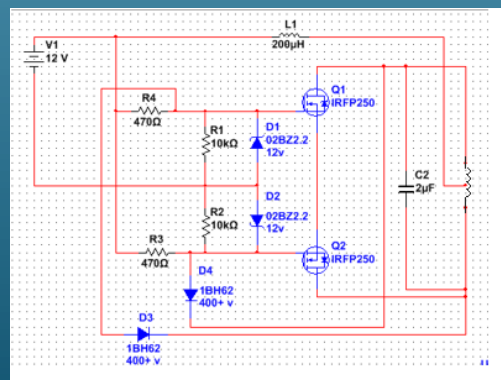 L1
200µH
V1
12 V
Q1
IRFP250
R4
470Ω
R1
10kΩ
D1
02BZ2.2
12v
C2
2µF
D2
02BZ2.2
12v
R2
10kΩ
R3
470Ω
Q2
IRFP250
D4
1BH62
400+ v
D3
1BH62
400+ v